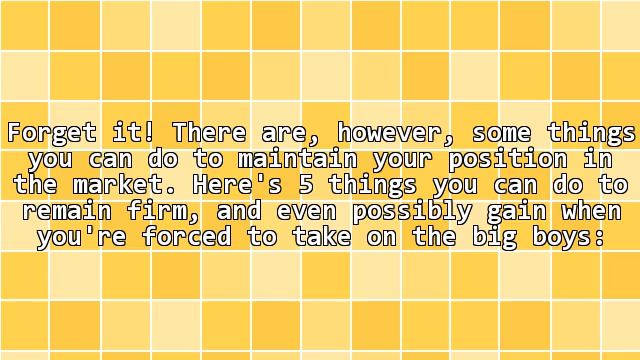 Forget it! There are, however, some things
you can do to maintain your position in
the market. Here's 5 things you can do to
remain firm, and even possibly gain when
you're forced to take on the big boys: